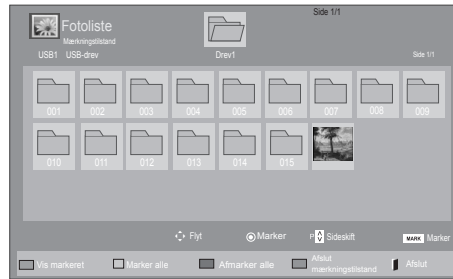 Side 1/1
Fotoliste
Mærkningstilstand
USB1 USB-drev
Drev1
Side 1/1
001 002 003 004 005 006 007 008 009
010 011 012 013 014 015
Flyt
Marker
P Sideskift
MARK Marker
Vis markeret
Marker alle
Afmarker alle
Afslut
mærkningstilstand
Afslut